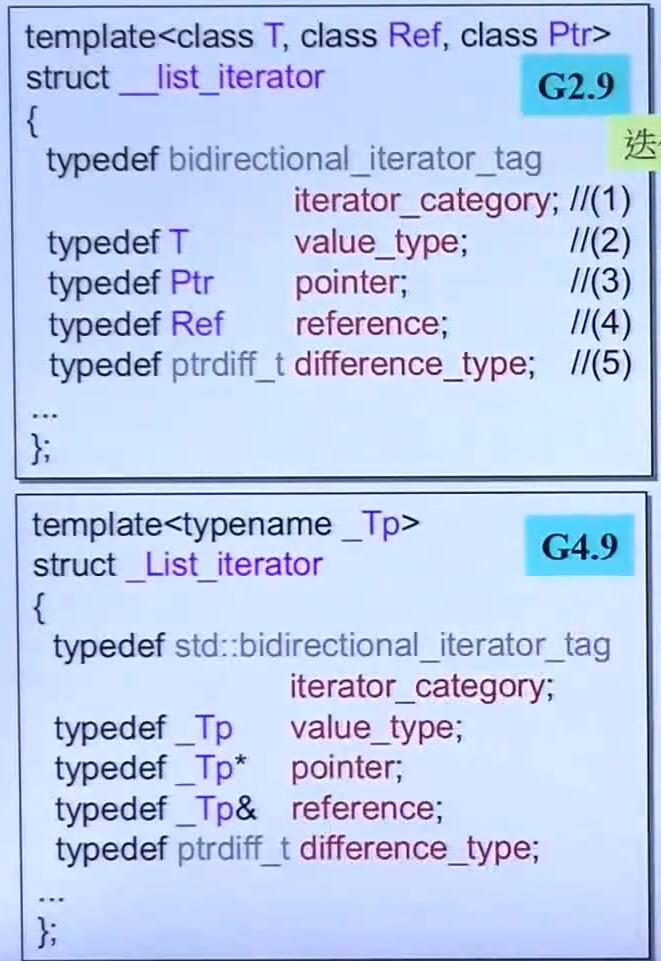 template<class T, class Ref, class Ptr>
struct __list_iterator
G2.9
{
typedef bidirectional_iterator_tag
迭
iterator_category; //(1)
typedef T value_type; //(2)
typedef Ptr pointer; //(3)
typedef Ref reference; //(4)
typedef ptrdiff_t difference_type; //(5)
...
};
template<typename _Tp>
struct _List_iterator
G4.9
{
typedef std::bidirectional_iterator_tag
iterator_category;
typedef _Tp value_type;
typedef _Tp* pointer;
typedef _Tp& reference;
typedef ptrdiff_t difference_type;
...
};